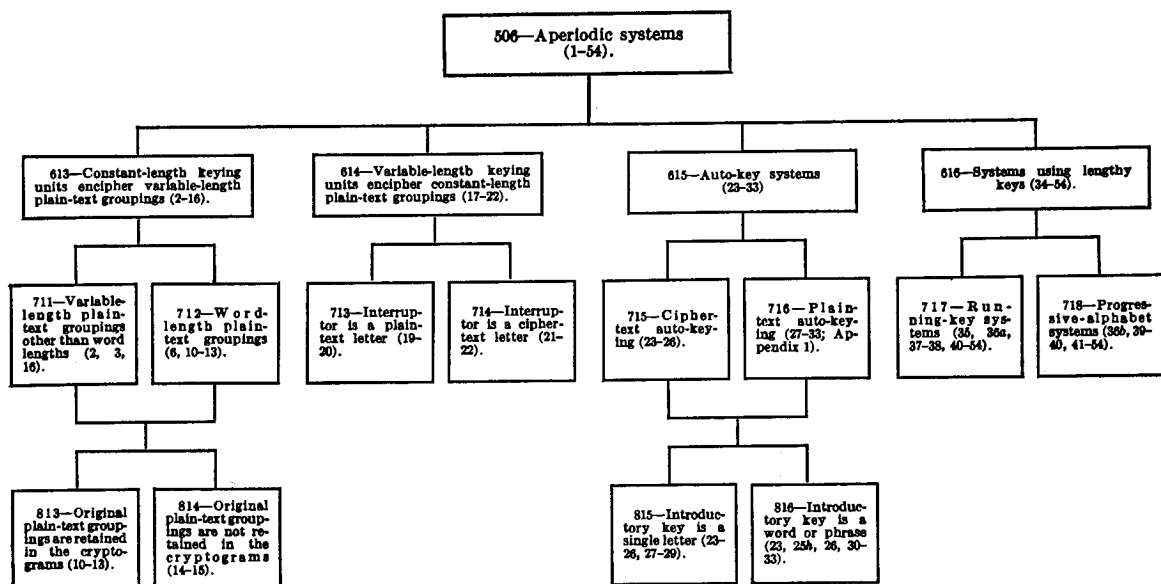 506—Aperiodic systems
(1–54).
613—Constant-length keying
units encipher variable-length
plain-text groupings (2–16).
614—Variable-length keying
units encipher constant-length
plain-text groupings (17–22).
615—Auto-key systems
(23–33)
616—Systems using lengthy
keys (34–54).
711—Variable-
length plain-
text groupings
other than word
lengths (2, 3,
16).
712—Word-
length plain-
text groupings
(6, 10–13).
713—Interrup-
tor is a plain-
text letter (19-
20).
714—Interrup-
tor is a cipher-
text letter (21-
22).
715—Cipher-
text auto-key-
ing (23–26).
716—Plain-
text auto-key-
ing (27–33; Ap-
pendix 1).
717—Run-
ning-key sys-
tems (35, 36a,
37–38, 40–54).
718—Progres-
sive-alphabet
systems (36b, 39-
40, 41–54).
813—Original
plain-text group-
ings are retained
in the crypto-
grams (10–13).
814—Original
plain-text group-
ings are not re-
tained in the
cryptograms
(14–15).
815—Introduc-
tory key is a
single letter (23-
26, 27–29).
816—Introduc-
tory key is a
word or phrase
(23, 25h, 26, 30-
33).